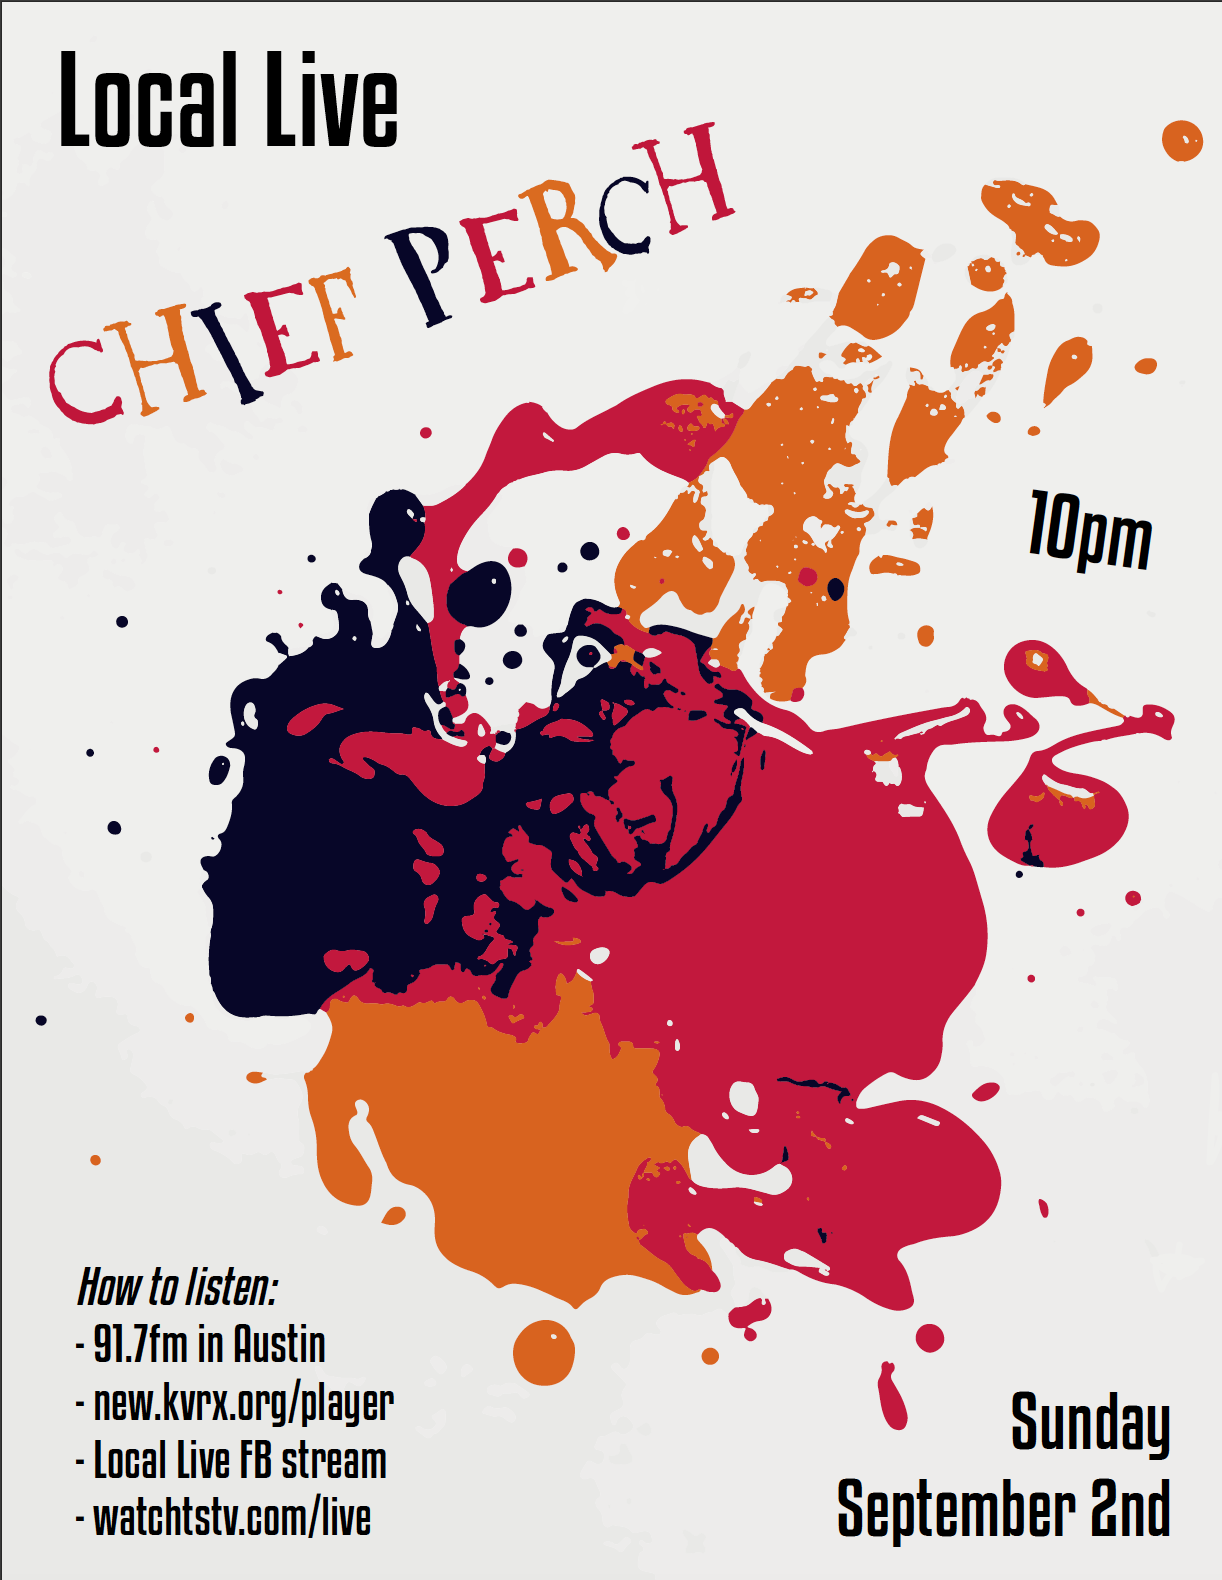 Local Live
CHIEF PERCH
10pm
How to listen:
- 91.7fm in Austin
- new.kvrx.org/player
- Local Live FB stream
- watchtstv.com/live
Sunday
September 2nd